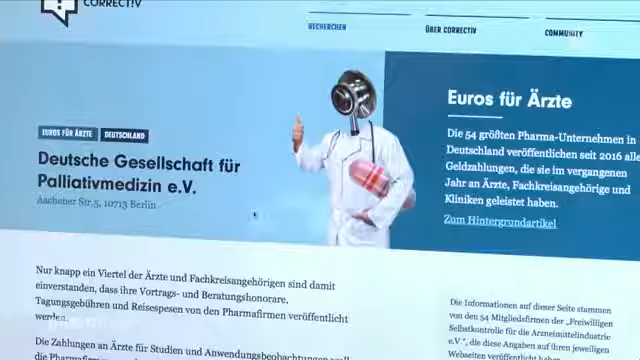 CORRECTIV
RECHERCHEN
ÜBER CORRECTIV
COMMUNITY
EUROS FÜR ÄRZTE
DEUTSCHLAND
Deutsche Gesellschaft für
Palliativmedizin e.V.
Aachener Str.5, 10713 Berlin
Euros für Ärzte
Die 54 größten Pharma-Unternehmen in
Deutschland veröffentlichen seit 2016 alle
Geldzahlungen, die sie im vergangenen
Jahr an Ärzte, Fachkreisangehörige und
Kliniken geleistet haben.
Zum Hintergrundartikel
Nur knapp ein Viertel der Ärzte und Fachkreisangehörigen sind damit
einverstanden, dass ihre Vortrags- und Beratungshonorare,
Tagungsgebühren und Reisespesen von den Pharmafirmen veröffentlicht
werden.
Die Zahlungen an Ärzte für Studien und Anwendungsbeobachtungen
die Pharmafirmen
Die Informationen auf dieser Seite stammen
von den 54 Mitgliedsfirmen der „Freiwilligen
Selbstkontrolle für die Arzneimittelindustrie
e.V.", die diese Angaben auf ihren jeweiligen
Webseiten veröffentlicht haben